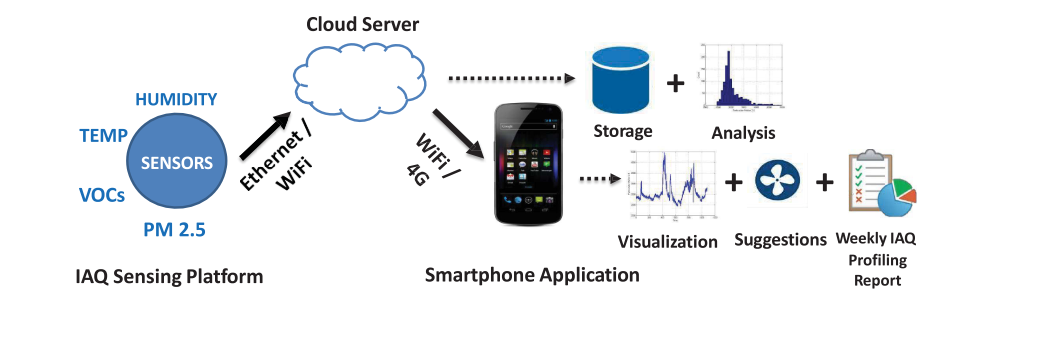 Cloud Server
HUMIDITY
TEMP
SENSORS
VOCs
PM 2.5
IAQ Sensing Platform
Ethernet /
WiFi
WiFi /
4G
Smartphone Application
+
Storage
Analysis
+
+
Visualization
Suggestions
Weekly IAQ
Profiling
Report